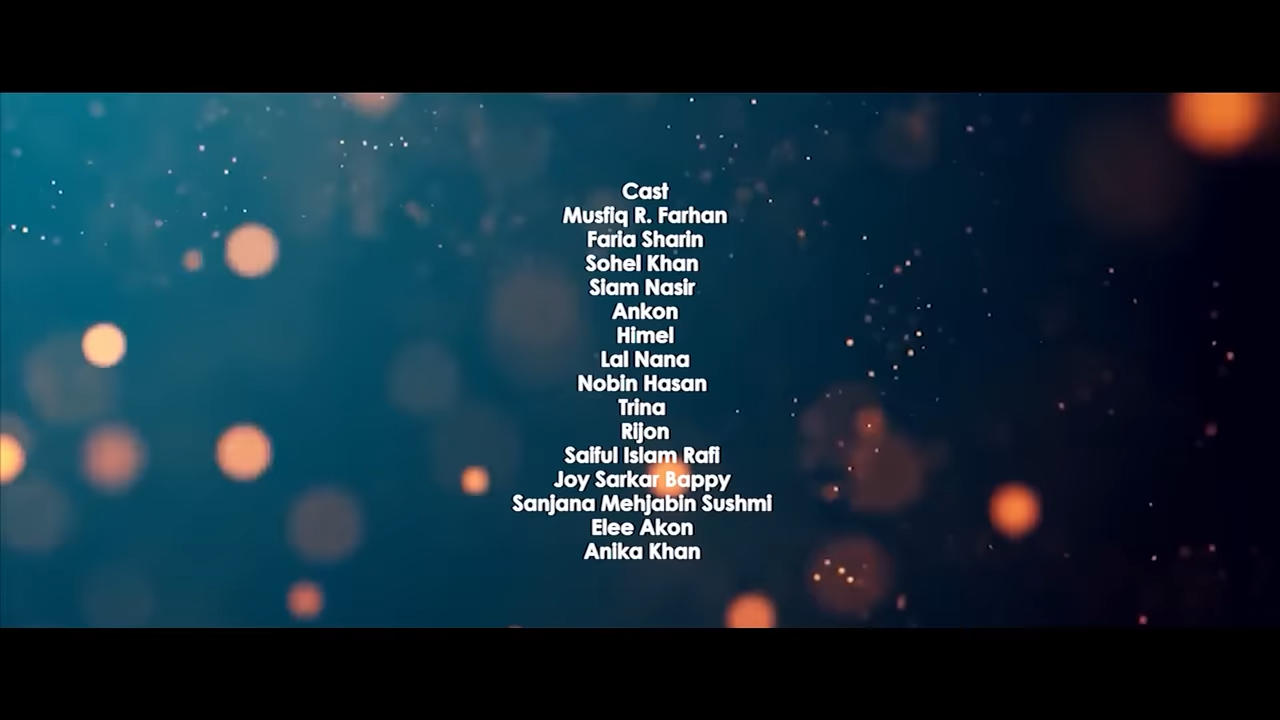 Cast
Musfiq R. Farhan
Faria Sharin
Sohel Khan
Siam Nasir
Ankon
Himel
Lal Nana
Nobin Hasan
Trina
Rijon
Saiful Islam Rafi
Joy Sarkar Bappy
Sanjana Mehjabin Sushmi
Elee Akon
Anika Khan